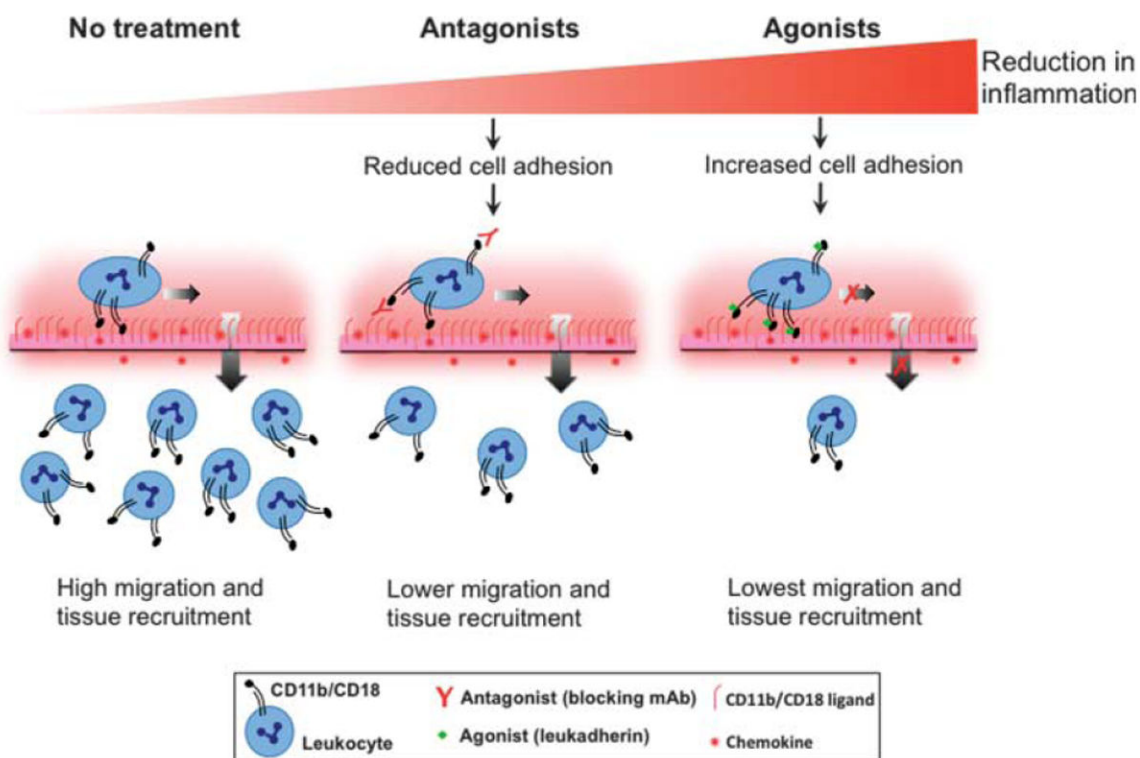 No treatment
Antagonists
Agonists
Reduction in
inflammation
Reduced cell adhesion
Increased cell adhesion
High migration and
tissue recruitment
Lower migration and
tissue recruitment
Lowest migration and
tissue recruitment
CD11b/CD18
Leukocyte
Antagonist (blocking mAb)
Agonist (leukadherin)
CD11b/CD18 ligand
Chemokine